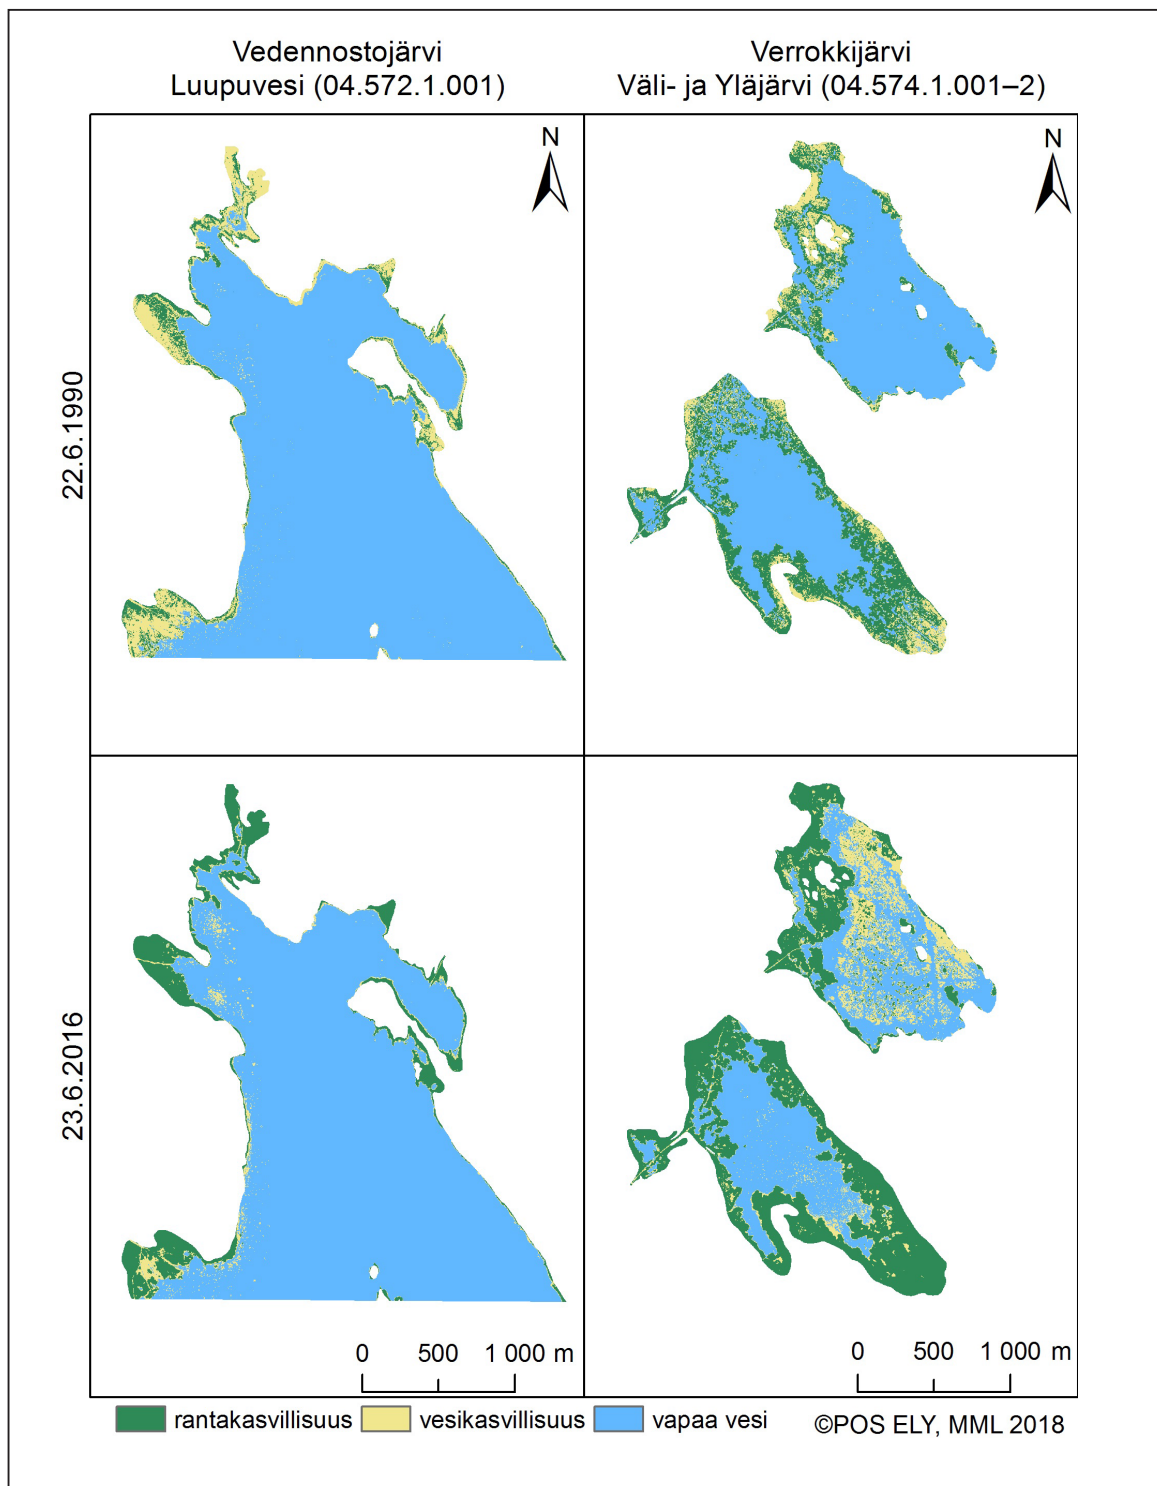 Vedennostojärvi
Luupuvesi (04.572.1.001)
Verrokkijärvi
Väli- ja Yläjärvi (04.574.1.001–2)
N
N
22.6.1990
23.6.2016
0 500 1 000 m
0 500 1 000 m
rantakasvillisuus vesikasvillisuus vapaa vesi ©POS ELY, MML 2018